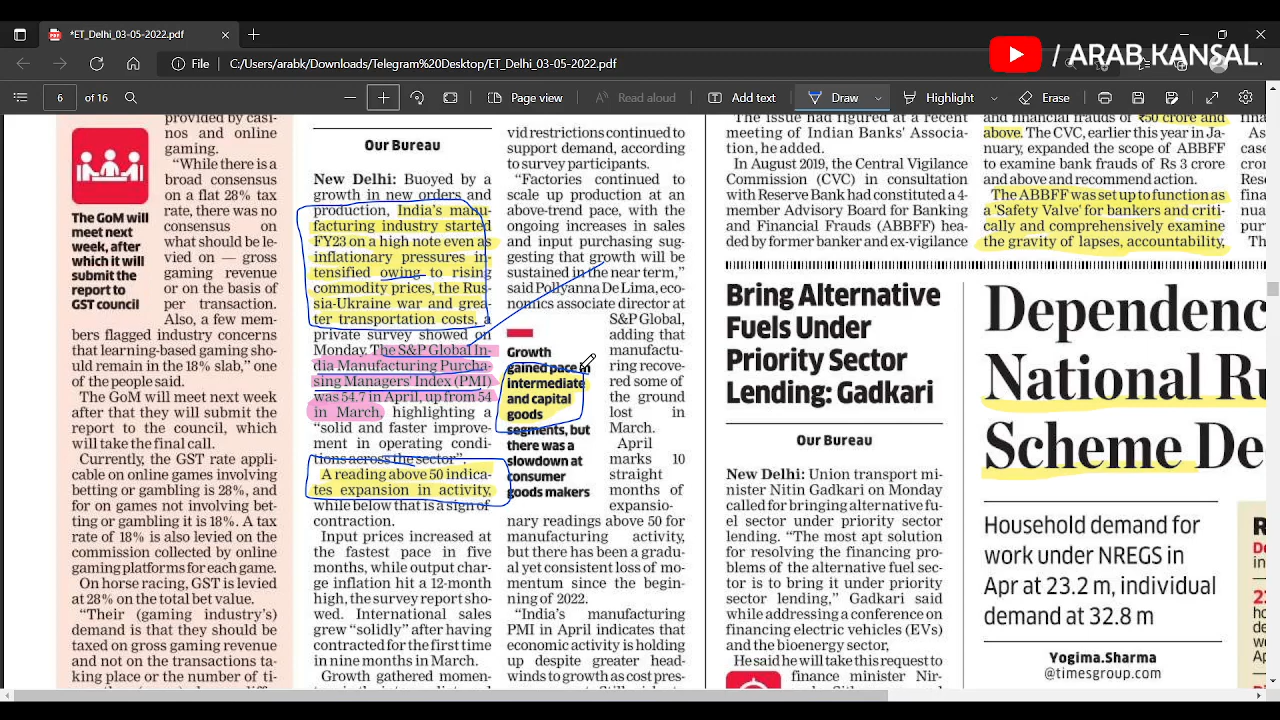 *ET_Delhi_03-05-2022.pdf
/ ARAB KANSAL
File
C:/Users/arabk/Downloads/Telegram%20Desktop/ET_Delhi_03-05-2022.pdf
6
of 16
Page view
Read aloud
Add text
Draw
Highlight
Erase
provided by casi-
nos and online
gaming.
"While there is a
broad consensus
on a flat 28% tax
rate, there was no
consensus on
what should be le-
vied on — gross
gaming revenue
or on the basis of
per transaction.
Also, a few mem-
The GoM will
meet next
week, after
which it will
submit the
report to
GST council
bers flagged industry concerns
that learning-based gaming sho-
uld remain in the 18% slab," one
of the people said.
The GoM will meet next week
after that they will submit the
report to the council, which
will take the final call.
Currently, the GST rate appli-
cable on online games involving
betting or gambling is 28%, and
for on games not involving bet-
ting or gambling it is 18%. A tax
rate of 18% is also levied on the
commission collected by online
gaming platforms for each game.
On horse racing, GST is levied
at 28% on the total bet value.
"Their (gaming industry's)
demand is that they should be
taxed on gross gaming revenue
and not on the transactions ta-
king place or the number of ti-
Our Bureau
New Delhi: Buoyed by a
growth in new orders and
production, India's manu-
facturing industry started
FY23 on a high note even as
inflationary pressures in-
tensified owing to rising
commodity prices, the Rus-
sia-Ukraine war and grea-
ter transportation costs, a
private survey showed on
Monday. The S&P Global In-
dia Manufacturing Purcha-
sing Managers' Index (PMI)
was 54.7 in April, up from 54
in March, highlighting a
"solid and faster improve-
ment in operating condi-
tions across the sector".
A reading above 50 indica-
tes expansion in activity,
while below that is a sign of
contraction.
Input prices increased at
the fastest pace in five
months, while output char-
ge inflation hit a 12-month
high, the survey report sho-
wed. International sales
grew "solidly" after having
contracted for the first time
in nine months in March.
Growth gathered momen-
vid restrictions continued to
support demand, according
to survey participants.
"Factories continued to
scale up production at an
above-trend pace, with the
ongoing increases in sales
and input purchasing sug-
gesting that growth will be
sustained in the near term,"
said Pollyanna De Lima, eco-
nomics associate director at
S&P Global,
adding that
manufactu-
ring recove-
red some of
the ground
lost in
March.
April
marks 10
straight
months of
expansio-
Growth
gained pace in
intermediate
and capital
goods
segments, but
there was a
slowdown at
consumer
goods makers
nary readings above 50 for
manufacturing activity,
but there has been a gradu-
al yet consistent loss of mo-
mentum since the begin-
ning of 2022.
"India's manufacturing
PMI in April indicates that
economic activity is holding
up despite greater head-
winds to growth as cost pres-
The issue had figured at a recent
meeting of Indian Banks' Associa-
tion, he added.
In August 2019, the Central Vigilance
Commission (CVC) in consultation
with Reserve Bank had constituted a 4-
member Advisory Board for Banking
and Financial Frauds (ABBFF) hea-
ded by former banker and ex-vigilance
and financial frauds of ₹50 crore and
above. The CVC, earlier this year in Ja-
nuary, expanded the scope of ABBFF
to examine bank frauds of Rs 3 crore
and above and recommend action.
The ABBFF was set up to function as
a 'Safety Valve' for bankers and criti-
cally and comprehensively examine
the gravity of lapses, accountability,
Bring Alternative
Fuels Under
Priority Sector
Lending: Gadkari
Our Bureau
New Delhi: Union transport mi-
nister Nitin Gadkari on Monday
called for bringing alternative fu-
el sector under priority sector
lending. "The most apt solution
for resolving the financing pro-
blems of the alternative fuel sec-
tor is to bring it under priority
sector lending," Gadkari said
while addressing a conference on
financing electric vehicles (EVs)
and the bioenergy sector,
He said he will take this request to
finance minister Nir-
Dependenc
National Ru
Scheme De
Household demand for
work under NREGS in
Apr at 23.2 m, individual
demand at 32.8 m
Yogima.Sharma
@timesgroup.com